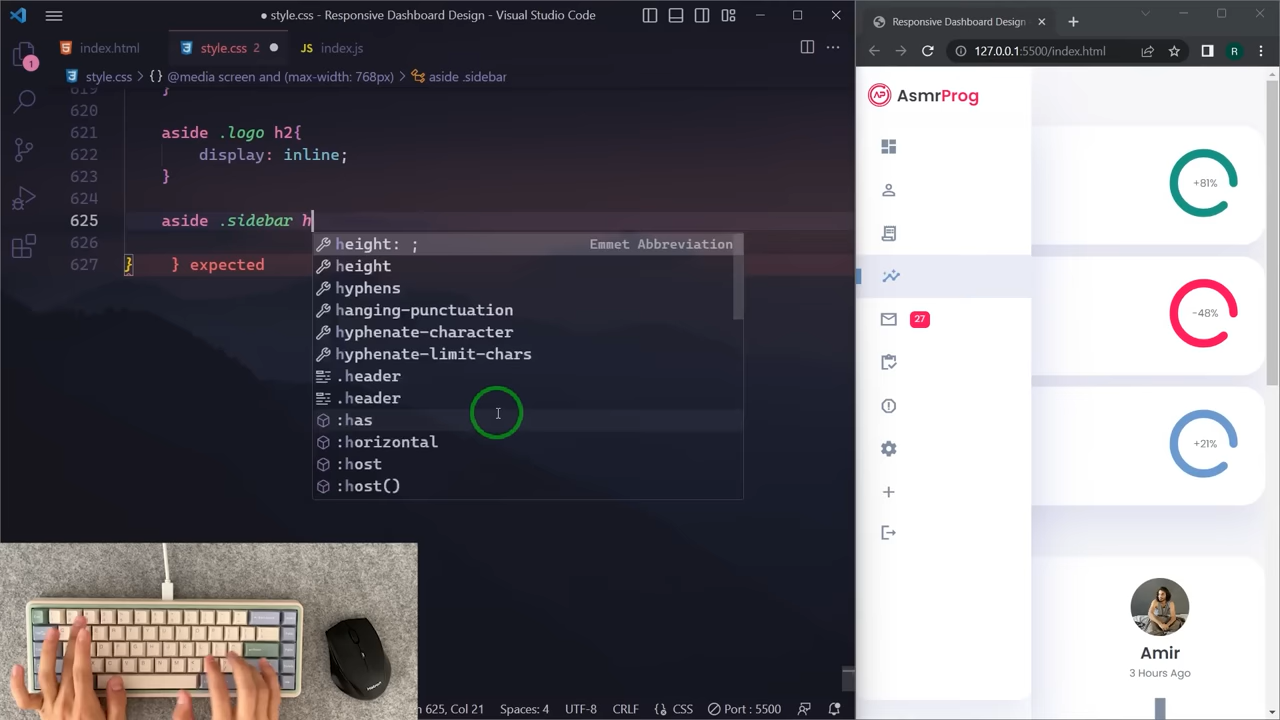 ● style.css - Responsive Dashboard Design - Visual Studio Code
index.html
style.css 2 ●
JS index.js
1
style.css > {} @media screen and (max-width: 768px) > aside .sidebar
619 }
620
621 aside .logo h2{
622 display: inline;
623 }
624
625 aside .sidebar h
626
627 } } expected
height: ; Emmet Abbreviation
height
hyphens
hanging-punctuation
hyphenate-character
hyphenate-limit-chars
.header
.header
:has
:horizontal
:host
:host()
625, Col 21 Spaces: 4 UTF-8 CRLF {} CSS Port : 5500
Responsive Dashboard Design
127.0.0.1:5500/index.html
R
AP AsmrProg
27
+81%
-48%
+21%
Amir
3 Hours Ago